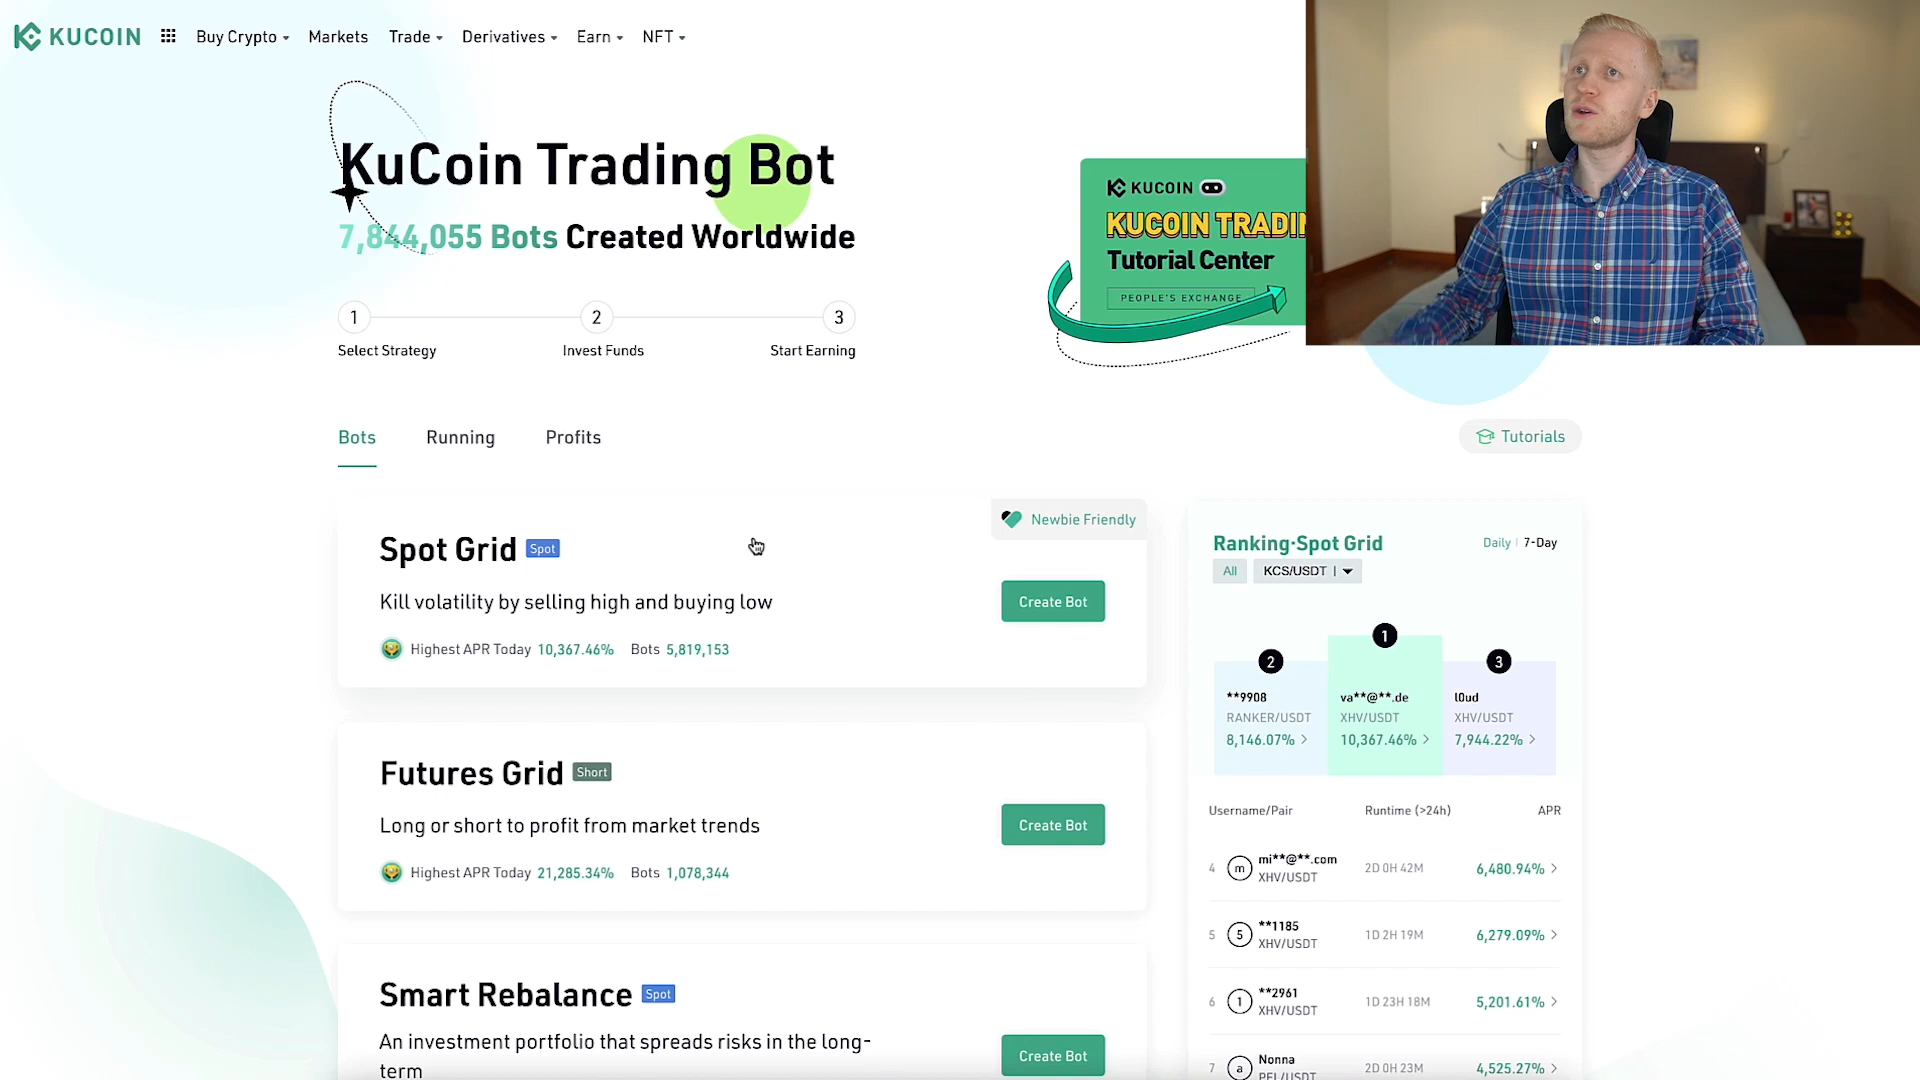 KUCOIN
Buy Crypto
Markets
Trade
Derivatives
Earn
NFT
KuCoin Trading Bot
7,844,055 Bots Created Worldwide
1
2
3
Select Strategy
Invest Funds
Start Earning
KUCOIN
KUCOIN TRADIN
Tutorial Center
PEOPLE'S EXCHANGE
Bots
Running
Profits
Tutorials
Newbie Friendly
Spot Grid Spot
Kill volatility by selling high and buying low
Highest APR Today 10,367.46% Bots 5,819,153
Create Bot
Futures Grid Short
Long or short to profit from market trends
Highest APR Today 21,285.34% Bots 1,078,344
Create Bot
Smart Rebalance Spot
An investment portfolio that spreads risks in the long-
term
Create Bot
Ranking·Spot Grid
Daily | 7-Day
All
KCS/USDT |
2
**9908
RANKER/USDT
8,146.07% >
1
va**@**.de
XHV/USDT
10,367.46% >
3
l0ud
XHV/USDT
7,944.22% >
Username/Pair Runtime (>24h) APR
4 m mi**@**.com 2D 0H 42M 6,480.94% >
XHV/USDT
5 5 **1185 1D 2H 19M 6,279.09% >
XHV/USDT
6 1 **2961 1D 23H 18M 5,201.61% >
XHV/USDT
7 a Nonna 2D 0H 23M 4,525.27% >
PEL/USDT